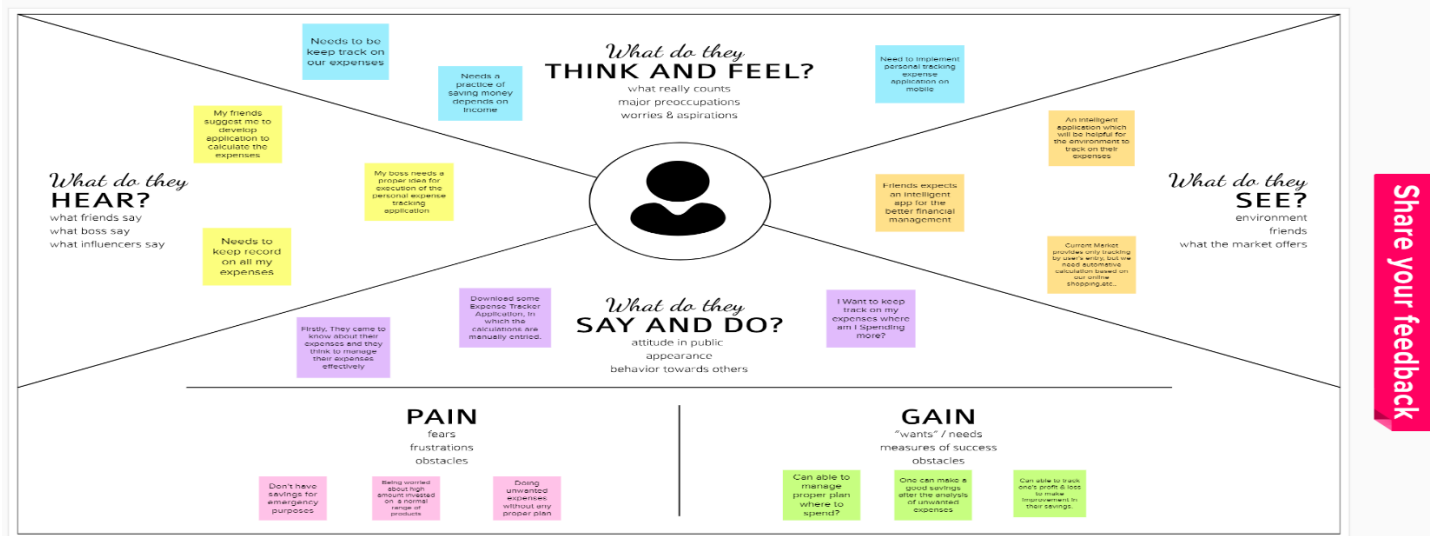 Needs to be
keep track on
our expenses
Needs a
practice of
saving money
depends on
Income
What do they
THINK AND FEEL?
what really counts
major preoccupations
worries & aspirations
Need to implement
personal tracking
expense
application on
mobile
My friends
suggest me to
develop
application to
calculate the
expenses
What do they
HEAR?
what friends say
what boss say
what influencers say
My boss needs a
proper idea for
execution of the
personal expense
tracking
application
Needs to
keep record
on all my
expenses
An intelligent
application which
will be helpful for
the environment to
track on their
expenses
Friends expects
an intelligent
app for the
better financial
management
What do they
SEE?
environment
friends
what the market offers
Current Market
provides only tracking
by user's entry, but we
need automative
calculation based on
our online
shopping,etc..
Firstly, They came to
know about their
expenses and they
think to manage
their expenses
effectively
Download some
Expense Tracker
Application, in
which the
calculations are
manually entried.
What do they
SAY AND DO?
attitude in public
appearance
behavior towards others
I Want to keep
track on my
expenses where
am I Spending
more?
PAIN
fears
frustrations
obstacles
Don't have
savings for
emergency
purposes
Being worried
about high
amount invested
on a normal
range of
products
Doing
unwanted
expenses
without any
proper plan
GAIN
"wants" / needs
measures of success
obstacles
Can able to
manage
proper plan
where to
spend?
One can make a
good savings
after the analysis
of unwanted
expenses
Can able to track
one's profit & loss
to make
improvement in
their savings.
Share your feedback